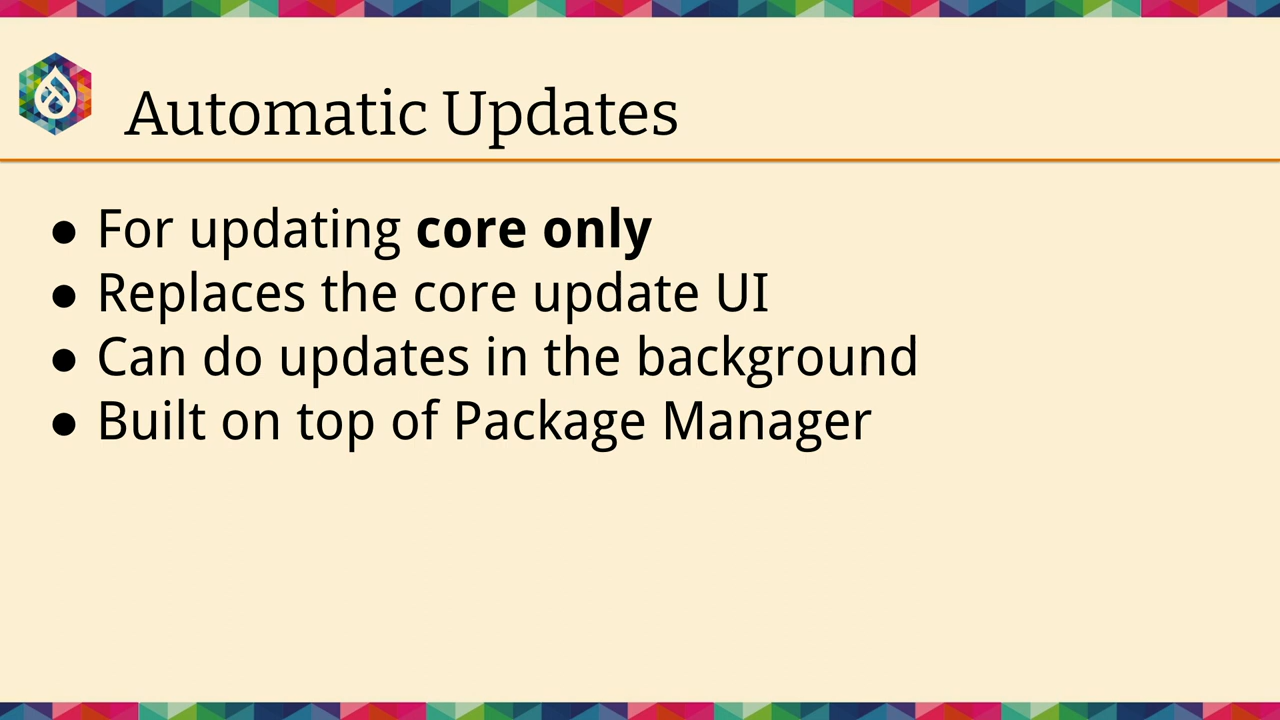 Automatic Updates
● For updating core only
● Replaces the core update UI
● Can do updates in the background
● Built on top of Package Manager